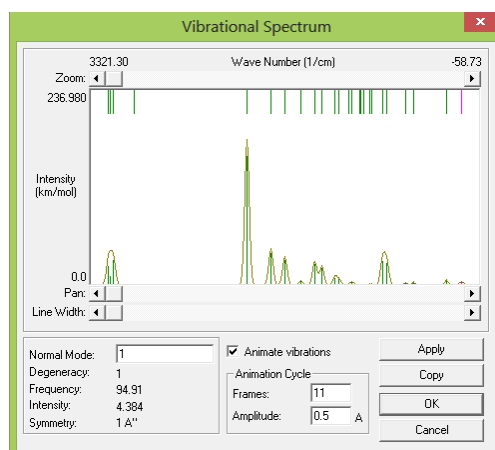 Vibrational Spectrum
x
3321.30 Wave Number (1/cm) -58.73
Zoom:
236.980
Intensity
(km/mol)
0.0
Pan:
Line Width:
Normal Mode: 1
Degeneracy: 1
Frequency: 94.91
Intensity: 4.384
Symmetry: 1 A"
Animate vibrations
Animation Cycle
Frames: 11
Amplitude: 0.5 A
Apply
Copy
OK
Cancel